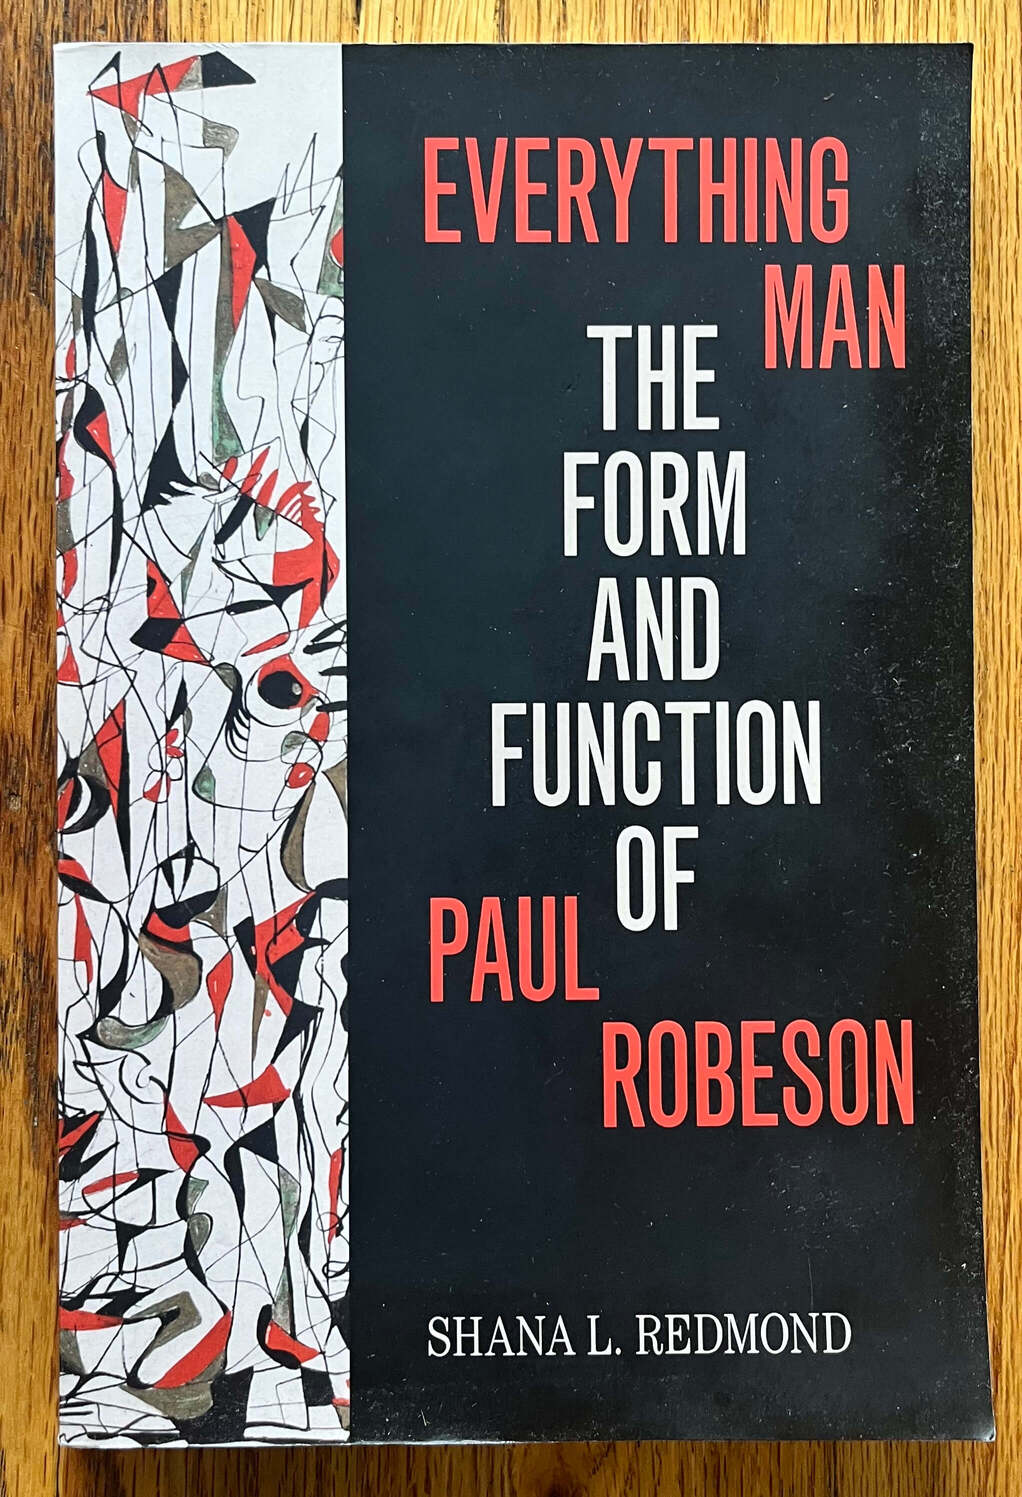 EVERYTHING
MAN
THE
FORM
AND
FUNCTION
OF
PAUL
ROBESON
SHANA L. REDMOND